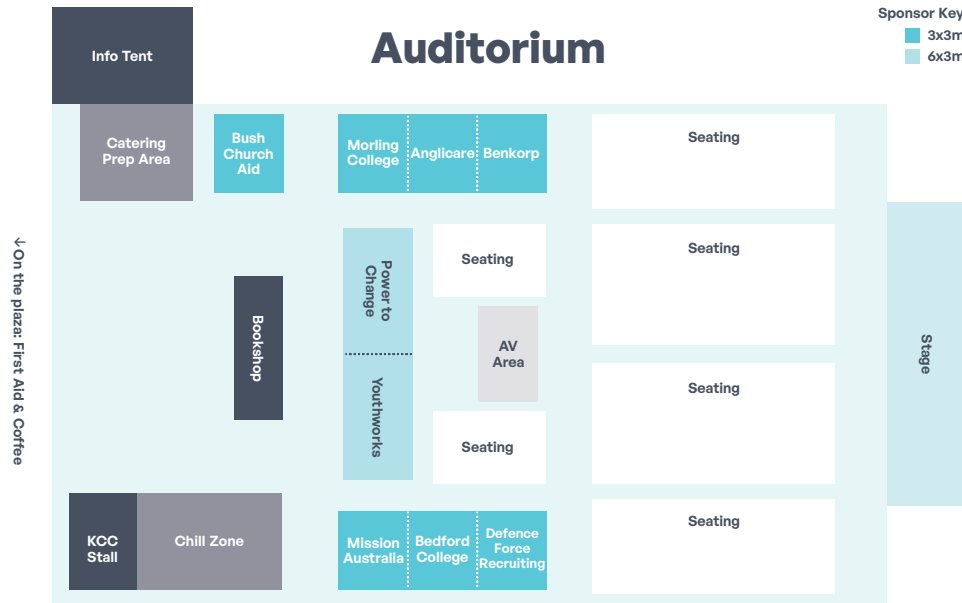 Sponsor Key
3x3m
6x3m
Auditorium
Info Tent
Catering
Prep Area
Bush
Church
Aid
Morling
College
Anglicare
Benkorp
Seating
Power to
Change
Seating
Seating
Bookshop
AV
Area
Stage
↓On the plaza: First Aid & Coffee
Youthworks
Seating
Seating
KCC
Stall
Chill Zone
Mission
Australia
Bedford
College
Defence
Force
Recruiting
Seating